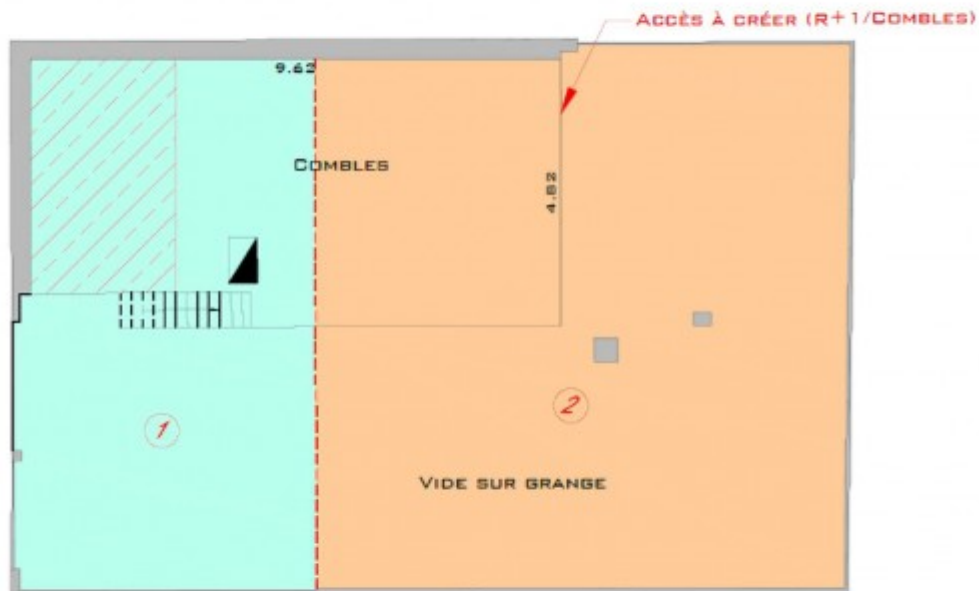 ACCÈS À CRÉER (R+1/COMBLES)
9.62
COMBLES
4.82
2
1
VIDE SUR GRANGE